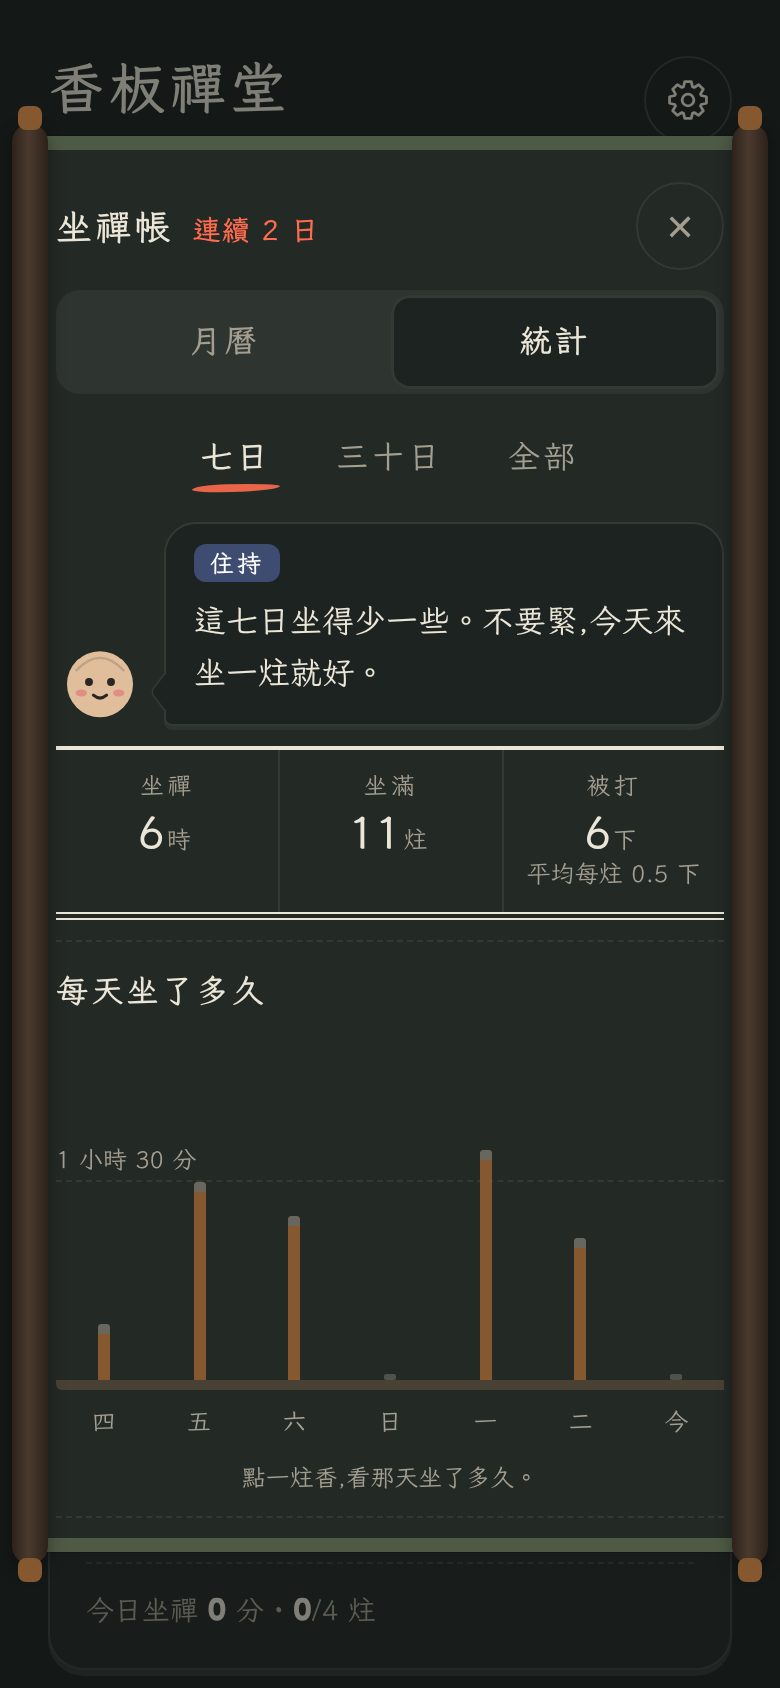 香板禪堂
坐禪帳 連續 2 日
月曆 統計
七日 三十日 全部
住持
這七日坐得少一些。不要緊,今天來
坐一炷就好。
坐禪 坐滿 被打
6時 11炷 6下
平均每炷 0.5 下
每天坐了多久
1 小時 30 分
四 五 六 日 一 二 今
點一炷香,看那天坐了多久。
今日坐禪 0 分・0/4 炷